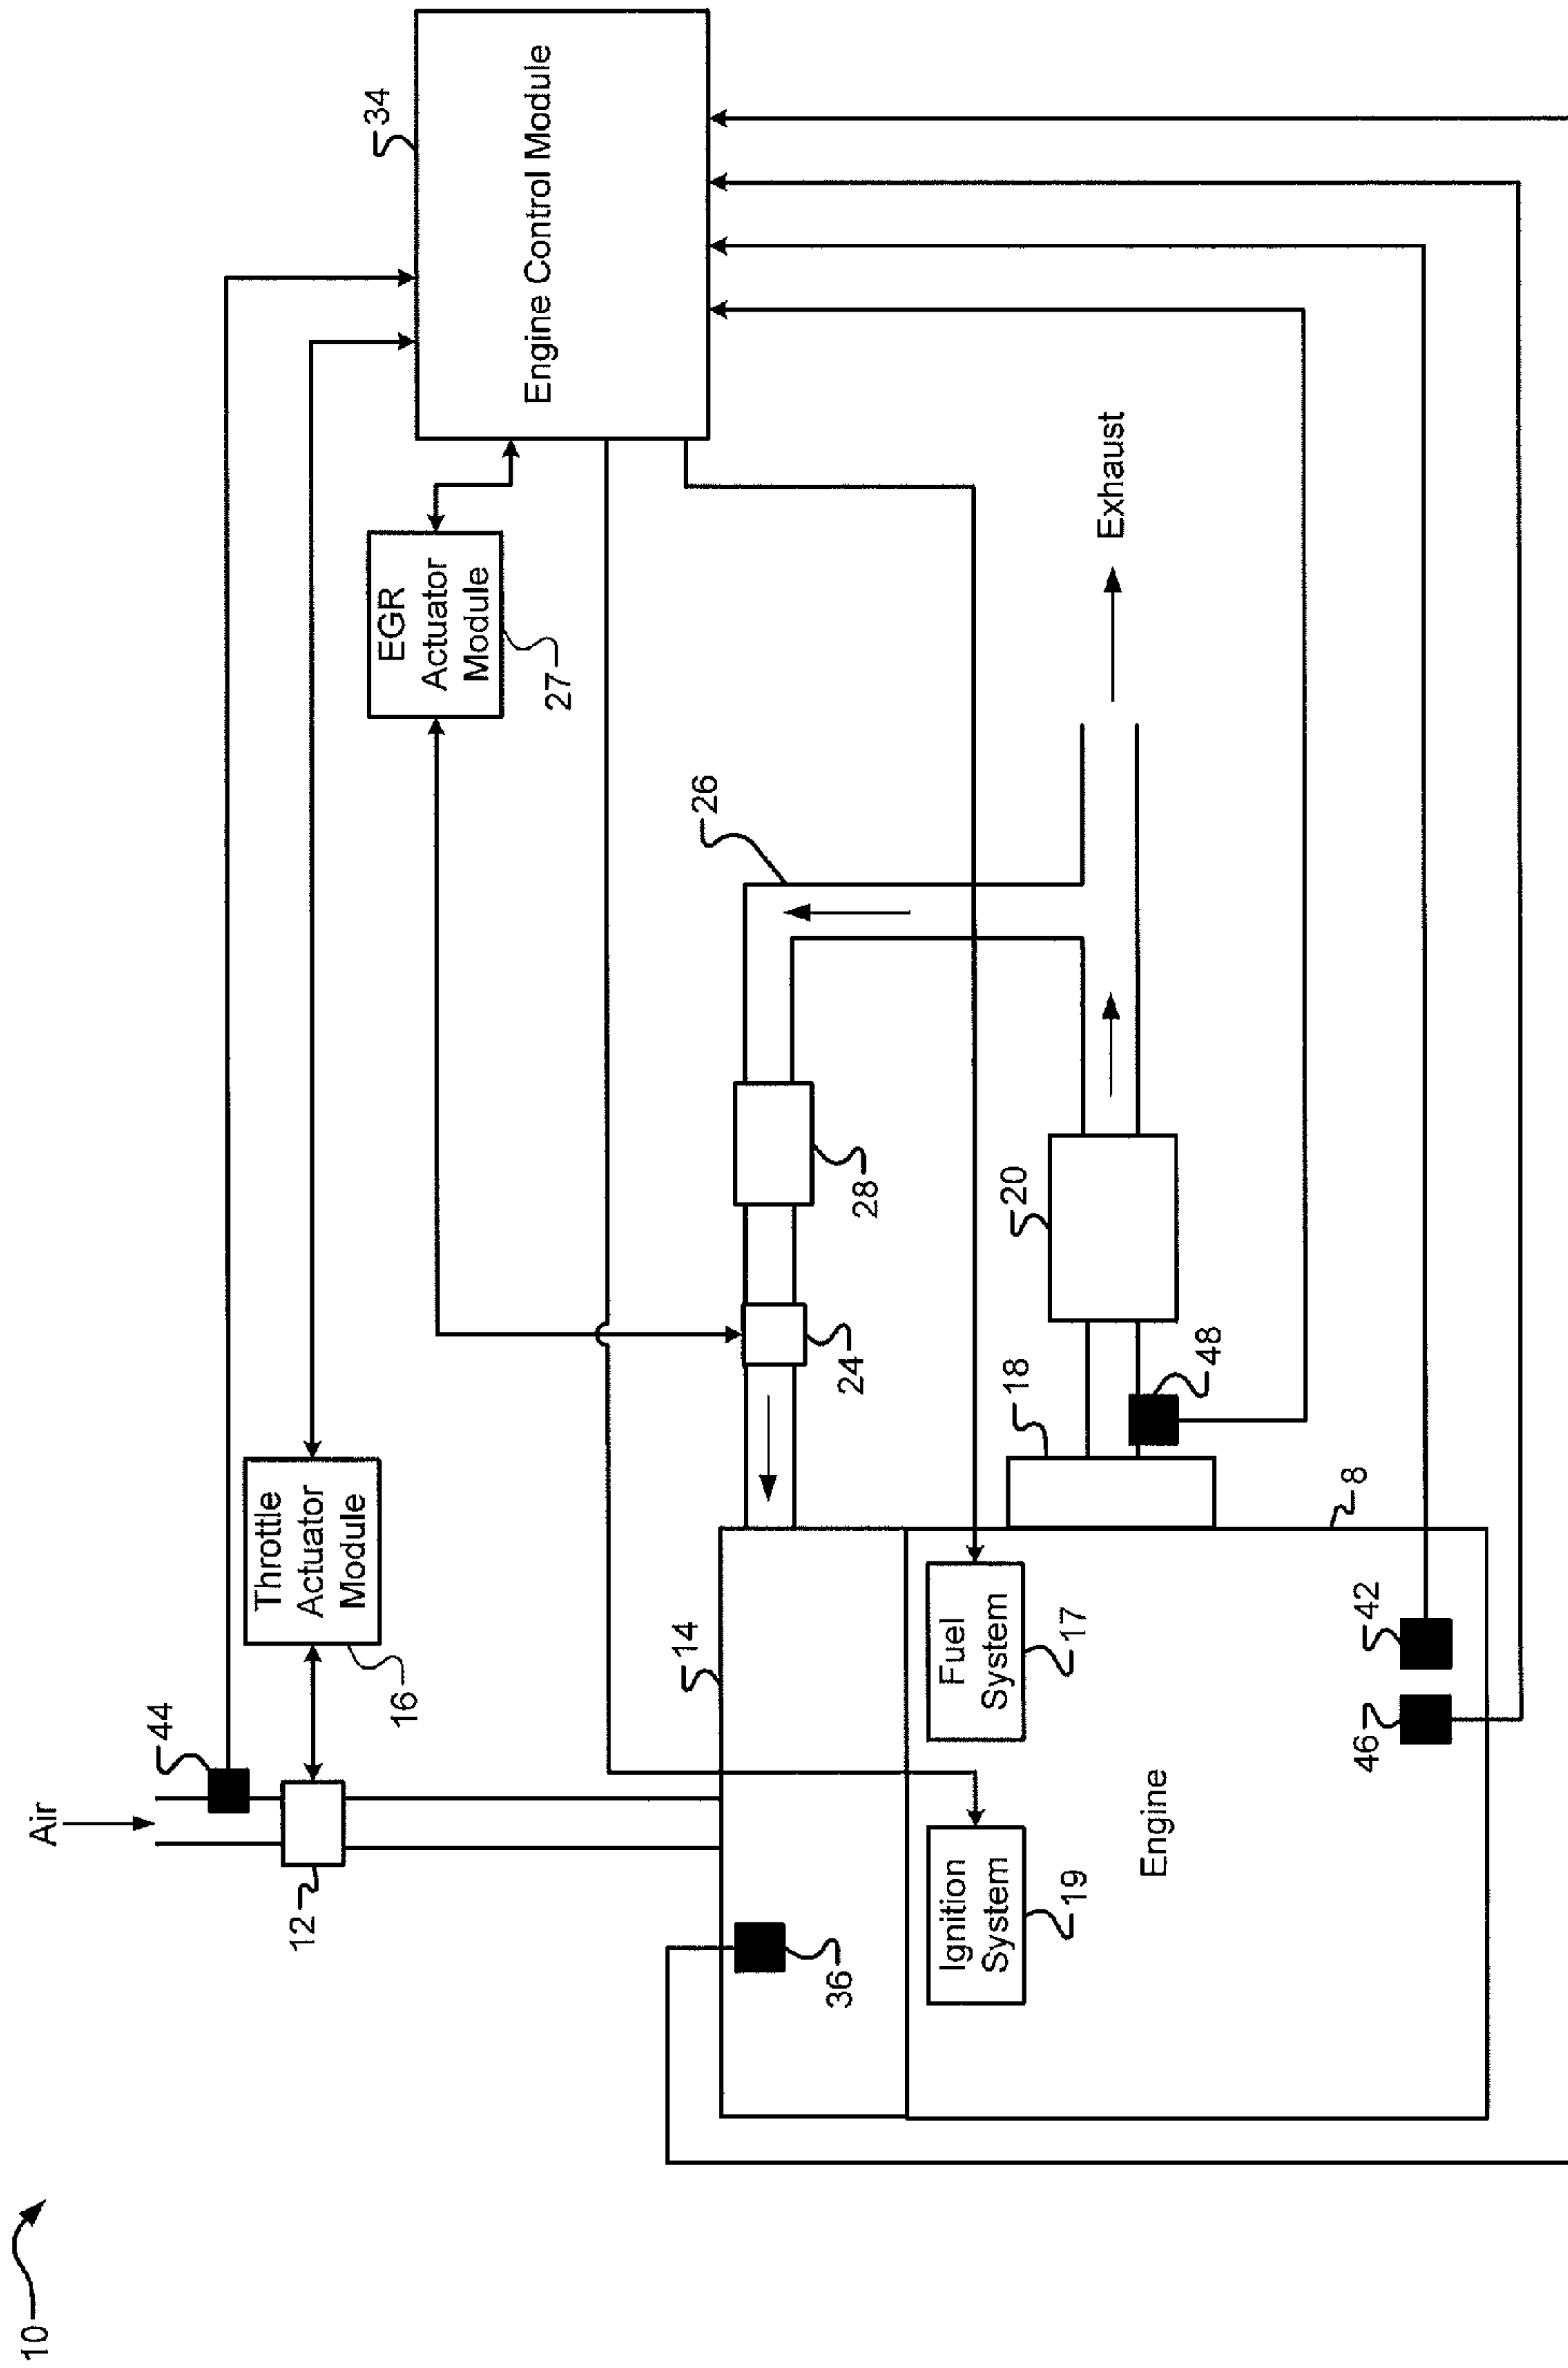 10
Air
44
12
Throttle
Actuator
Module
16
EGR
Actuator
Module
27
34
Engine Control Module
36
14
24
28
26
Ignition
System
19
Fuel
System
17
18
20
48
Exhaust
Engine
46
42
8